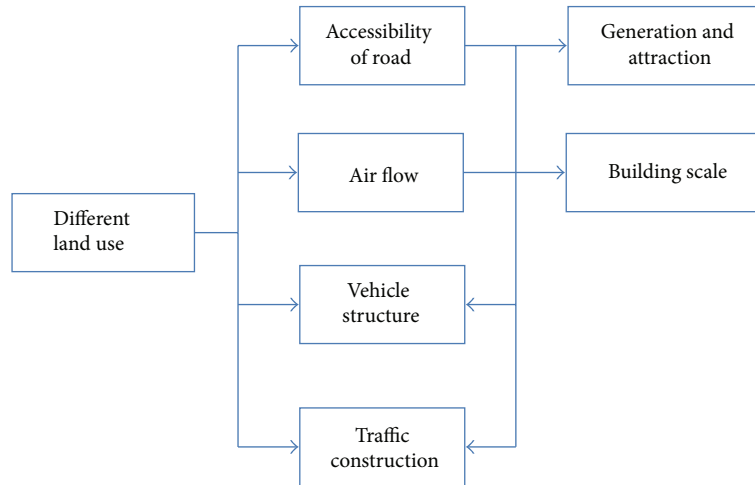 Accessibility
of road
Generation and
attraction
Air flow
Building scale
Different
land use
Vehicle
structure
Traffic
construction